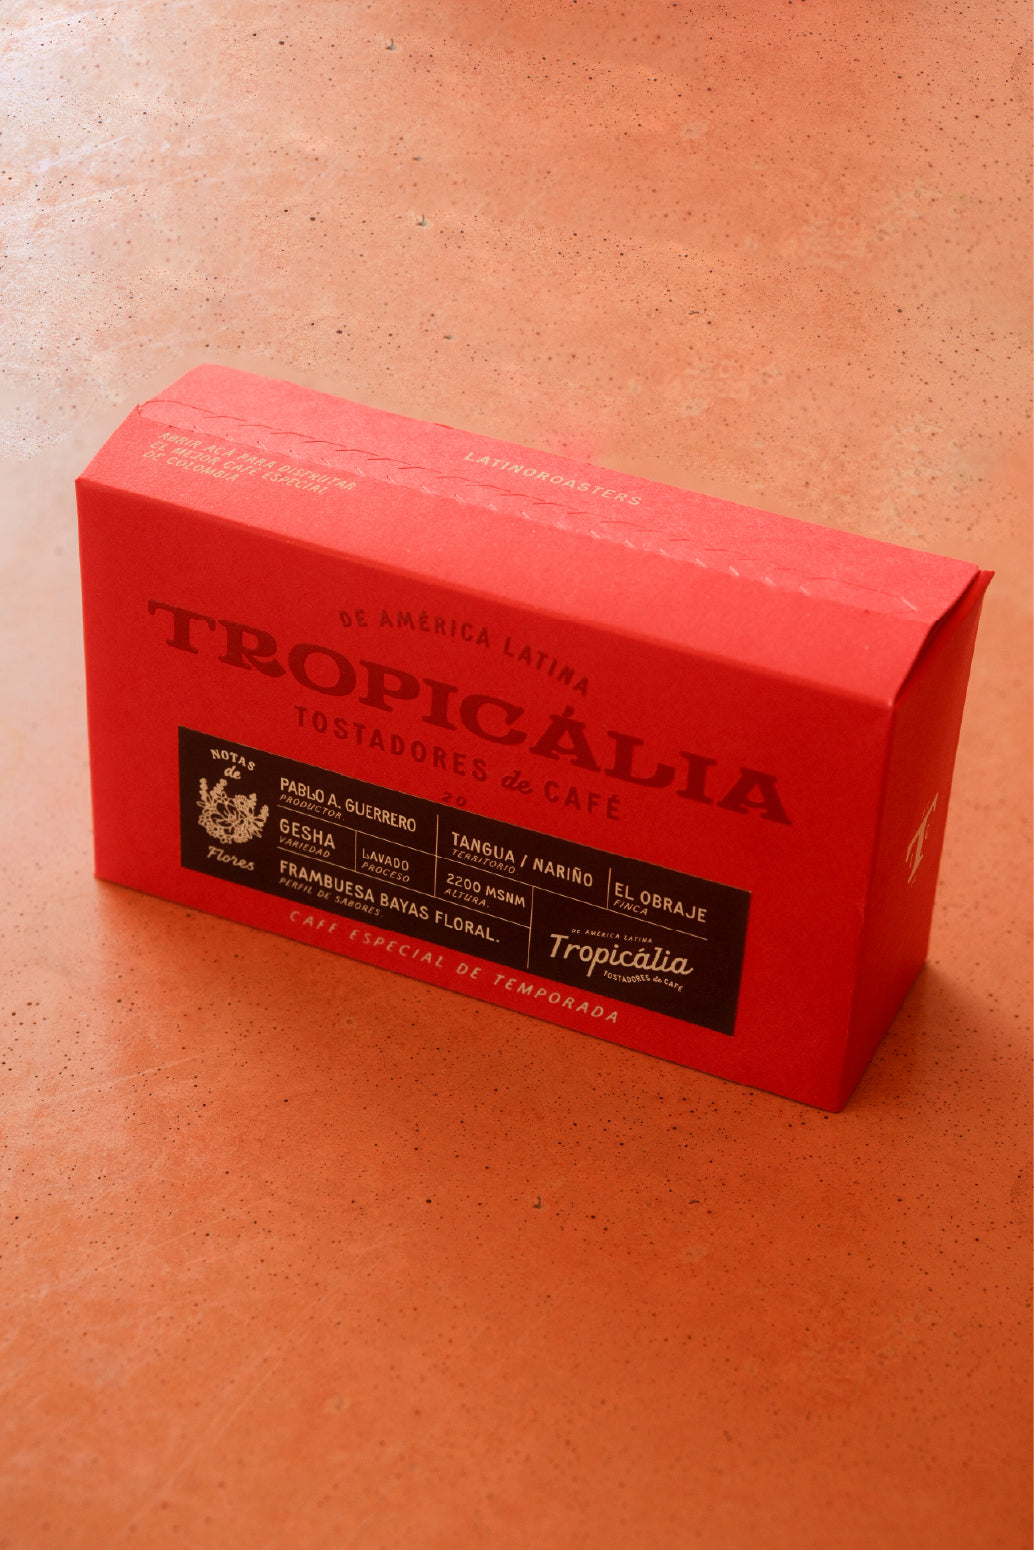 ABRIR ACÁ PARA DISFRUTAR
EL MEJOR CAFÉ ESPECIAL
DE COLOMBIA
LATINOROASTERS
DE AMÉRICA LATINA
TROPICÁLIA
TOSTADORES de CAFÉ
20
NOTAS
de
Flores
PABLO A. GUERRERO
PRODUCTOR.
TANGUA / NARIÑO
TERRITORIO
EL OBRAJE
FINCA
GESHA
VARIEDAD
LAVADO
PROCESO
2200 MSNM
ALTURA.
FRAMBUESA BAYAS FLORAL.
PERFIL DE SABORES.
DE AMÉRICA LATINA
Tropicália
TOSTADORES de CAFÉ
CAFE ESPECIAL DE TEMPORADA